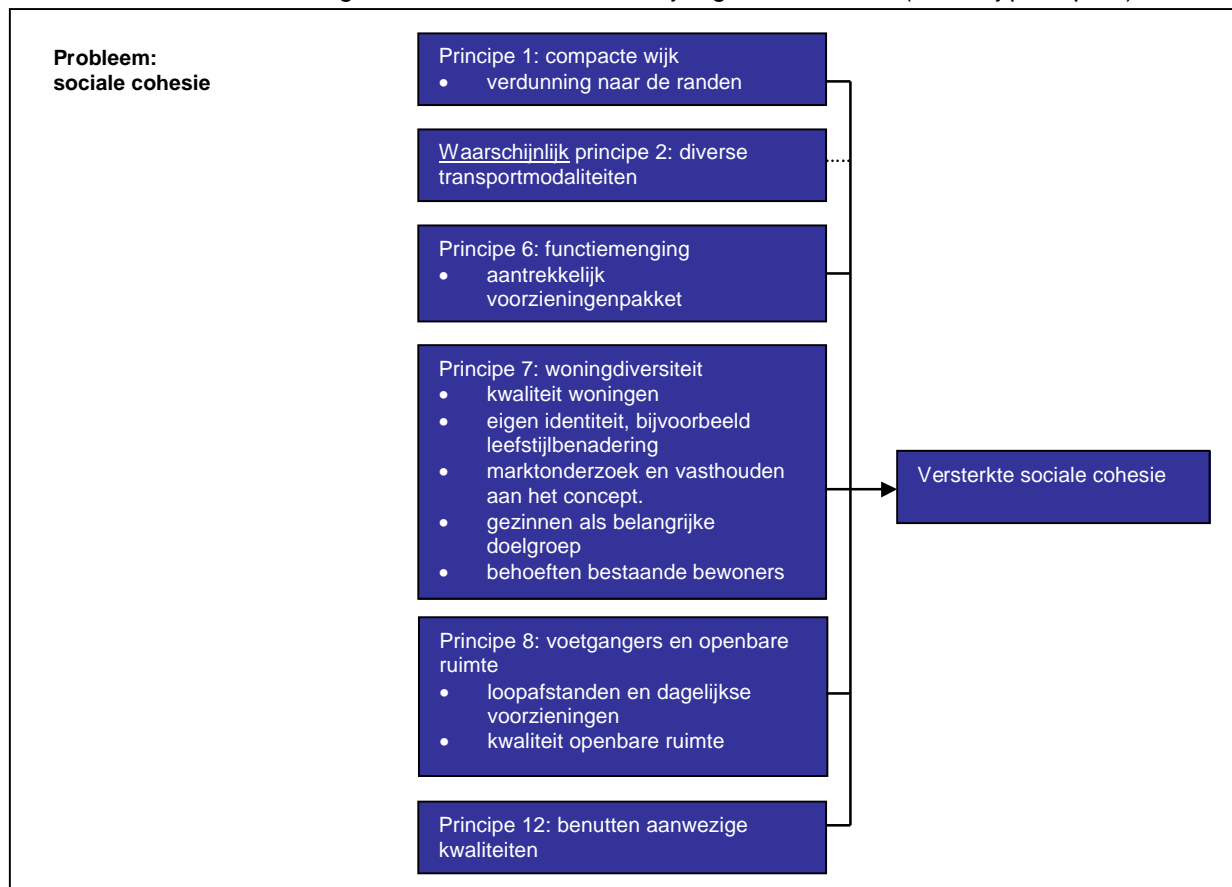 Probleem:
sociale cohesie
Principe 1: compacte wijk
• verdunning naar de randen
Waarschijnlijk principe 2: diverse
transportmodaliteiten
Principe 6: functiemenging
• aantrekkelijk
voorzieningenpakket
Principe 7: woningdiversiteit
• kwaliteit woningen
• eigen identiteit, bijvoorbeeld
leefstijlbenadering
• marktonderzoek en vasthouden
aan het concept.
• gezinnen als belangrijke
doelgroep
• behoeften bestaande bewoners
Versterkte sociale cohesie
Principe 8: voetgangers en openbare
ruimte
• loopafstanden en dagelijkse
voorzieningen
• kwaliteit openbare ruimte
Principe 12: benutten aanwezige
kwaliteiten